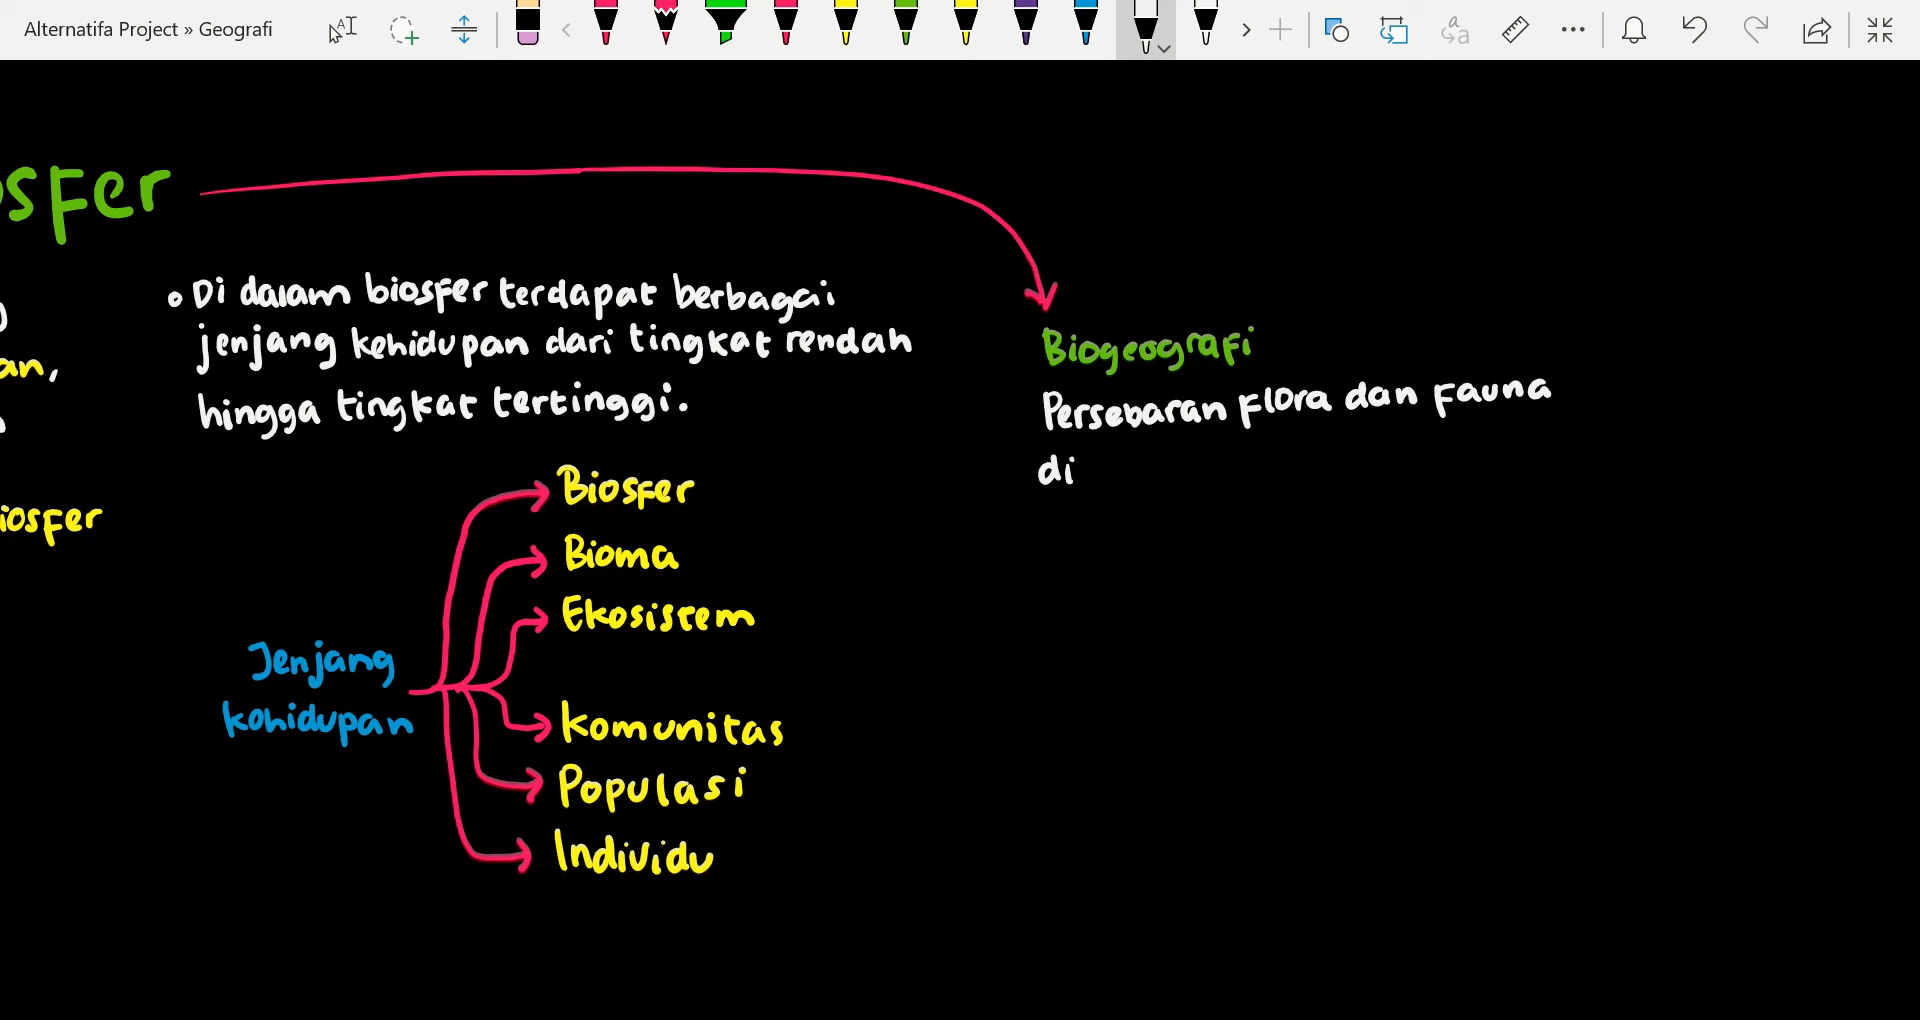 Alternatifa Project » Geografi
osfer
Di dalam biosfer terdapat berbagai
jenjang kehidupan dari tingkat rendah
hingga tingkat tertinggi.
an,
iosfer
Biosfer
Bioma
Ekosistem
Jenjang
kehidupan
Komunitas
Populasi
Individu
Biogeografi
Persebaran flora dan fauna
di